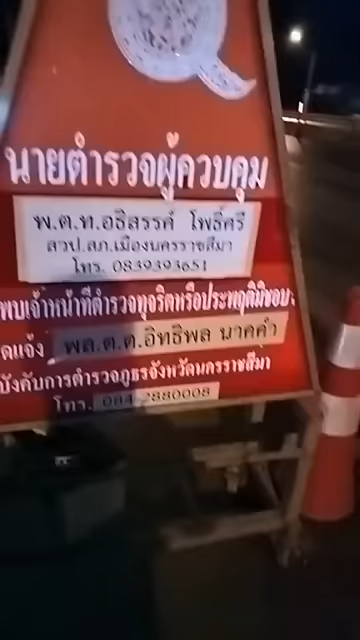 นายตำรวจผู้ควบคุม
พ.ต.ท.อธิสรรค์ โพธิ์ศรี
สวป.สภ.เมืองนครราชสีมา
โทร. 0839393651
พบเจ้าหน้าที่ตำรวจทุจริตหรือประพฤติมิชอบ
ดแจ้ง พล.ต.ต.อิทธิพล นาคคำ
บังคับการตำรวจภูธรจังหวัดนครราชสีมา
โทร. 084-2880008